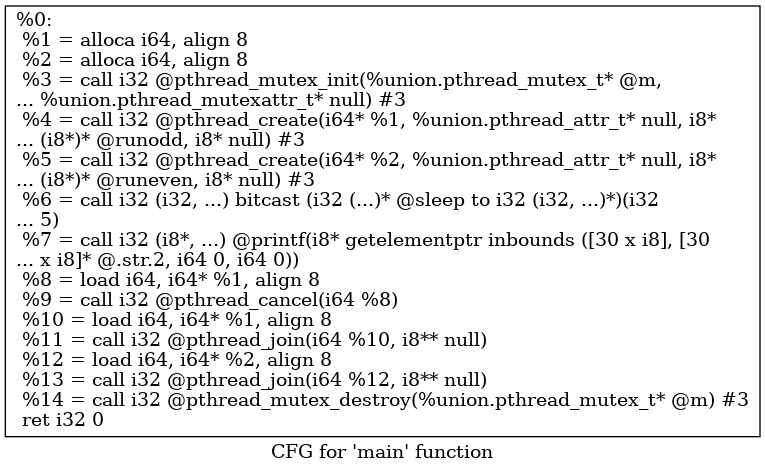 %0:
%1 = alloca i64, align 8
%2 = alloca i64, align 8
%3 = call i32 @pthread_mutex_init(%union.pthread_mutex_t* @m,
... %union.pthread_mutexattr_t* null) #3
%4 = call i32 @pthread_create(i64* %1, %union.pthread_attr_t* null, i8*
... (i8*)* @runodd, i8* null) #3
%5 = call i32 @pthread_create(i64* %2, %union.pthread_attr_t* null, i8*
... (i8*)* @runeven, i8* null) #3
%6 = call i32 (i32, ...) bitcast (i32 (...)* @sleep to i32 (i32, ...)*)(i32
... 5)
%7 = call i32 (i8*, ...) @printf(i8* getelementptr inbounds ([30 x i8], [30
... x i8]* @.str.2, i64 0, i64 0))
%8 = load i64, i64* %1, align 8
%9 = call i32 @pthread_cancel(i64 %8)
%10 = load i64, i64* %1, align 8
%11 = call i32 @pthread_join(i64 %10, i8** null)
%12 = load i64, i64* %2, align 8
%13 = call i32 @pthread_join(i64 %12, i8** null)
%14 = call i32 @pthread_mutex_destroy(%union.pthread_mutex_t* @m) #3
ret i32 0
CFG for 'main' function